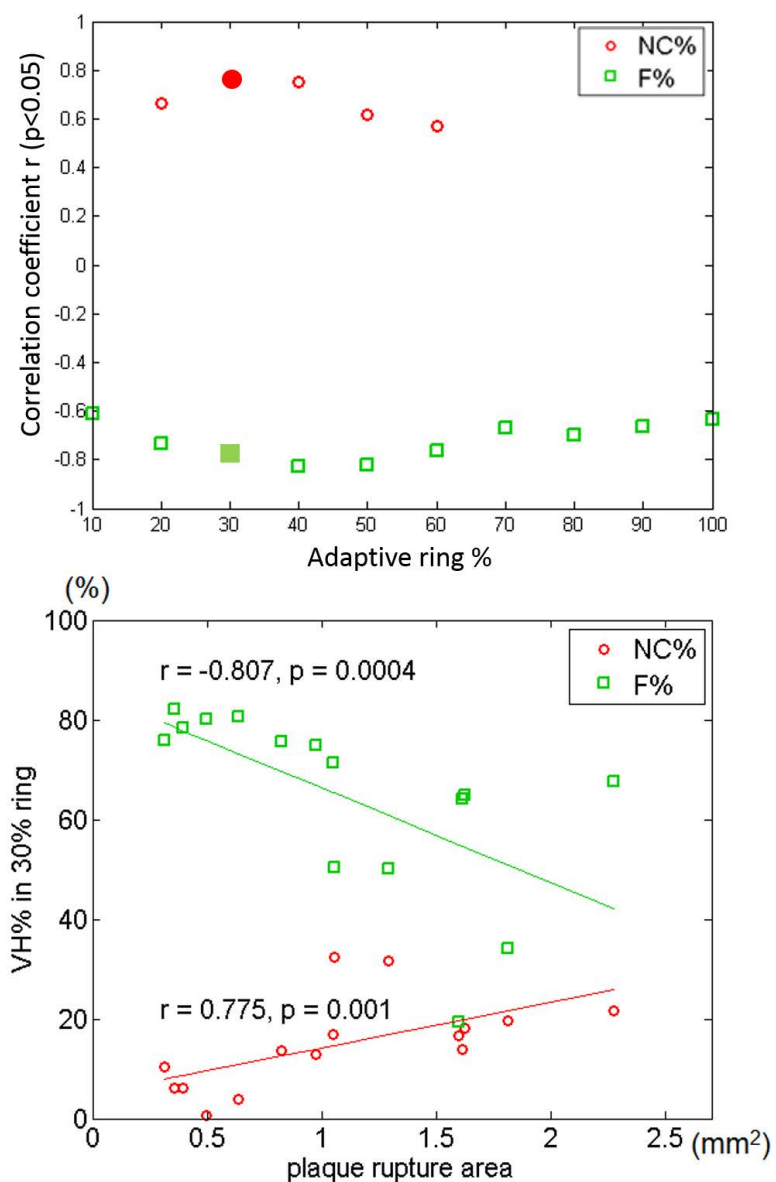 1
0.8
0.6
0.4
0.2
0
-0.2
-0.4
-0.6
-0.8
-1
Correlation coefficient r (p<0.05)
NC%
F%
10 20 30 40 50 60 70 80 90 100
Adaptive ring %
(%)
100
80
60
40
20
0
VH% in 30% ring
NC%
F%
r = -0.807, p = 0.0004
r = 0.775, p = 0.001
0 0.5 1 1.5 2 2.5 (mm²)
plaque rupture area